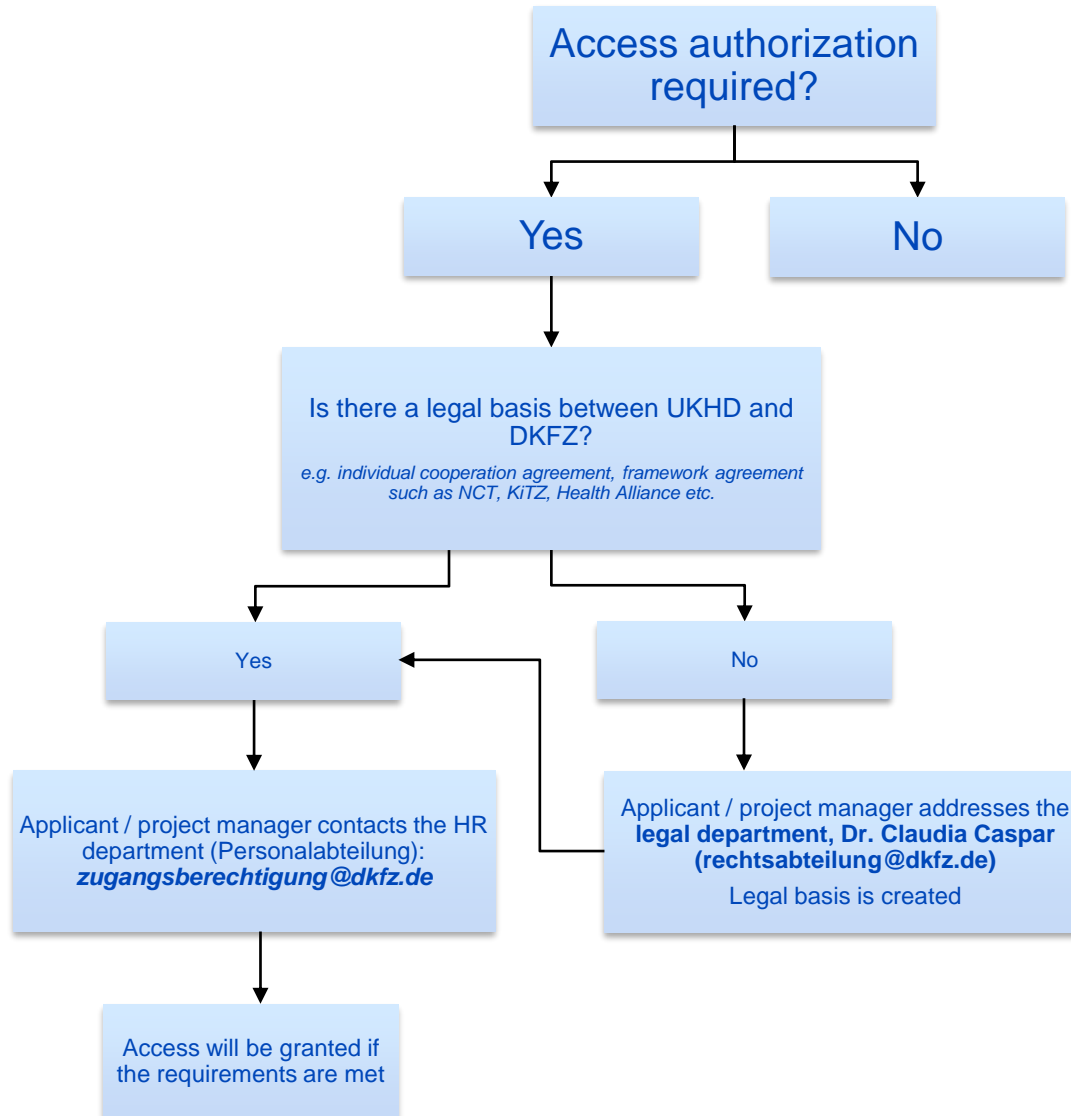 Access authorization
required?
Yes
No
Is there a legal basis between UKHD and
DKFZ?
e.g. individual cooperation agreement, framework agreement
such as NCT, KiTZ, Health Alliance etc.
Yes
No
Applicant / project manager contacts the HR
department (Personalabteilung):
zugangsberechtigung@dkfz.de
Applicant / project manager addresses the
legal department, Dr. Claudia Caspar
(rechtsabteilung@dkfz.de)
Legal basis is created
Access will be granted if
the requirements are met